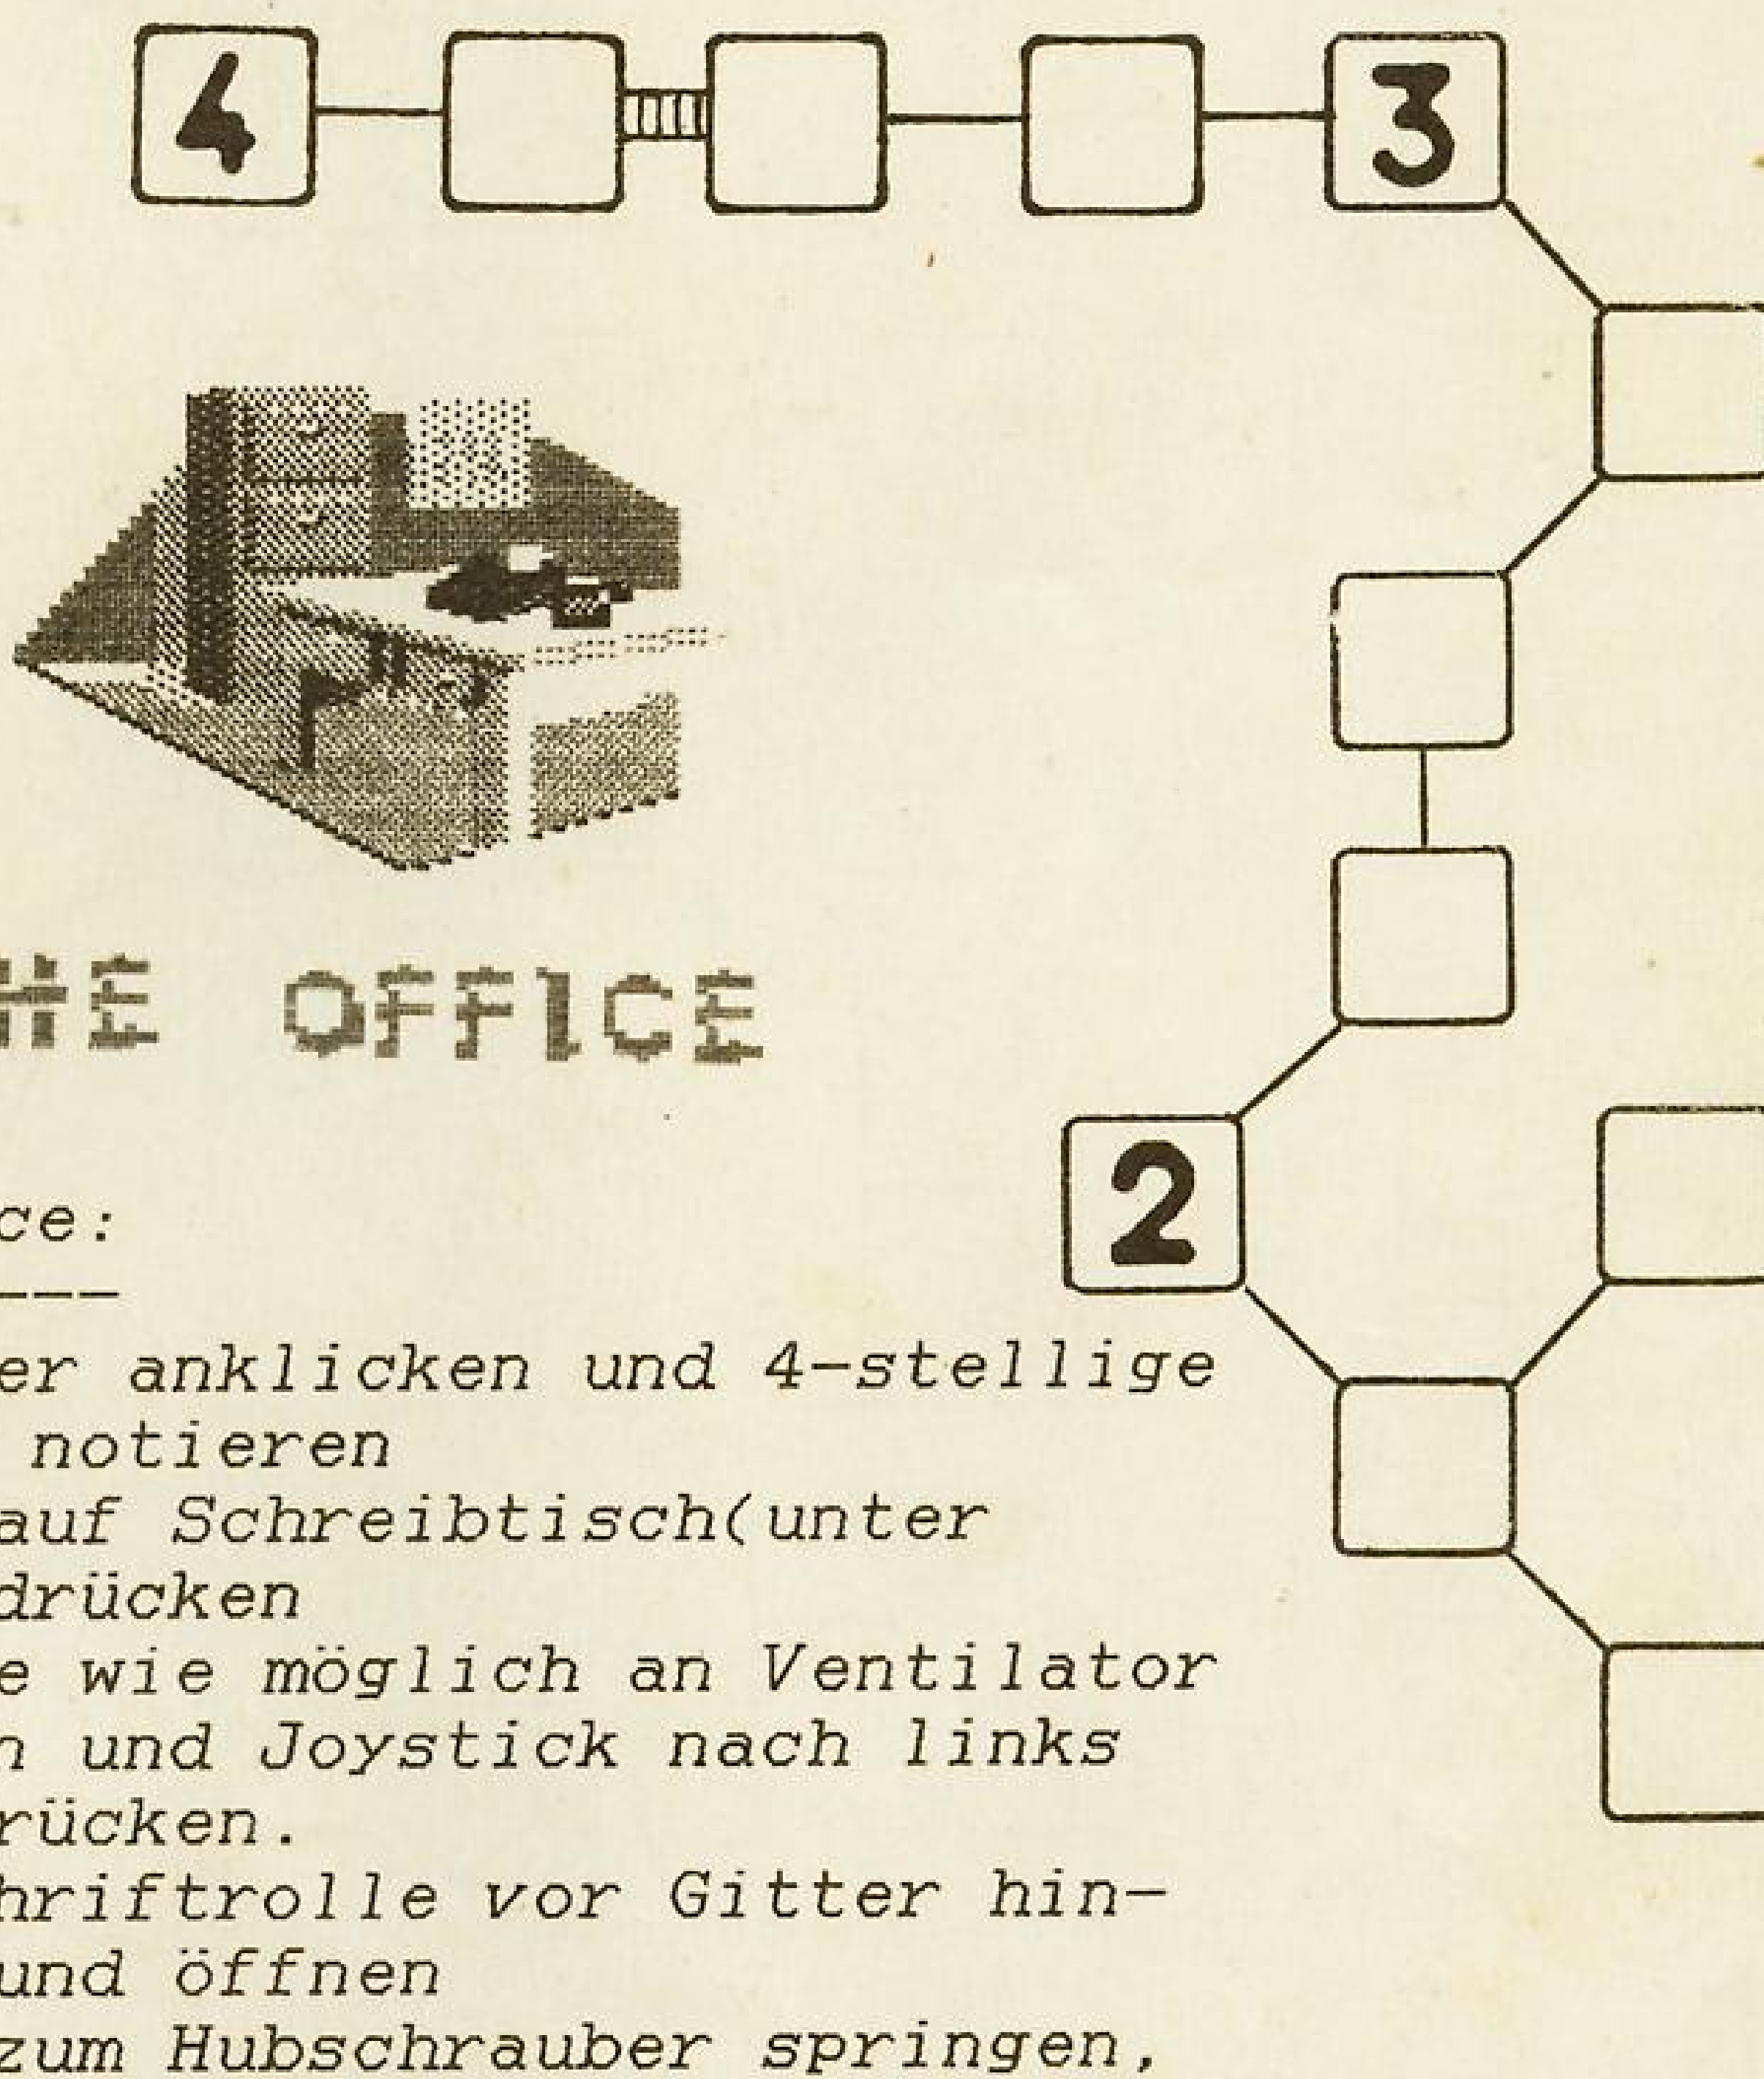 4
3
HE OFFICE
2
ce:
---
er anklicken und 4-stellige
notieren
auf Schreibtisch(unter
drücken
e wie möglich an Ventilator
n und Joystick nach links
rücken.
hriftrolle vor Gitter hin-
und öffnen
zum Hubschrauber springen,